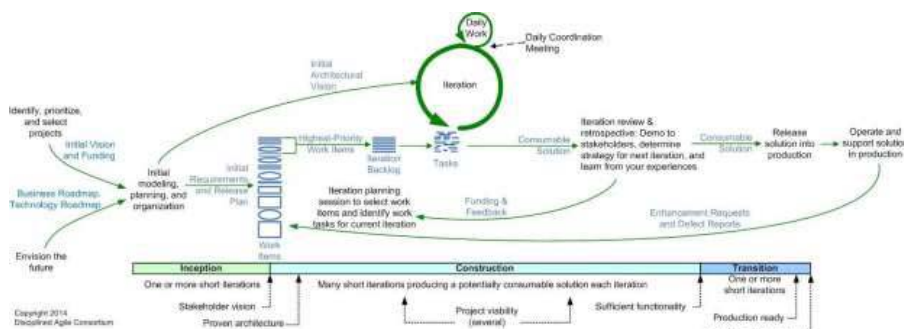 Daily
Work
Daily Coordination
Meeting
Initial
Architectural
Vision
Iteration
Identify, prioritize,
and select
projects
Initial Vision
and Funding
Business Roadmap,
Technology Roadmap
Envision the
future
Initial
modeling,
planning, and
organization
Initial
Requirements
and Release
Plan
Highest-Priority
Work Items
Iteration
Backlog
Tasks
Work
Items
Consumable
Solution
Iteration review &
retrospective: Demo to
stakeholders, determine
strategy for next iteration, and
learn from your experiences
Consumable
Solution
Release
solution into
production
Operate and
support solution
in production
Iteration planning
session to select work
items and identify work
tasks for current iteration
Funding &
Feedback
Enhancement Requests
and Defect Reports
Inception
Construction
Transition
One or more short iterations
Many short iterations producing a potentially consumable solution each iteration
One or more
short iterations
Stakeholder vision
Proven architecture
Project viability
(several)
Sufficient functionality
Production ready
Copyright 2014
Disciplined Agile Consortium